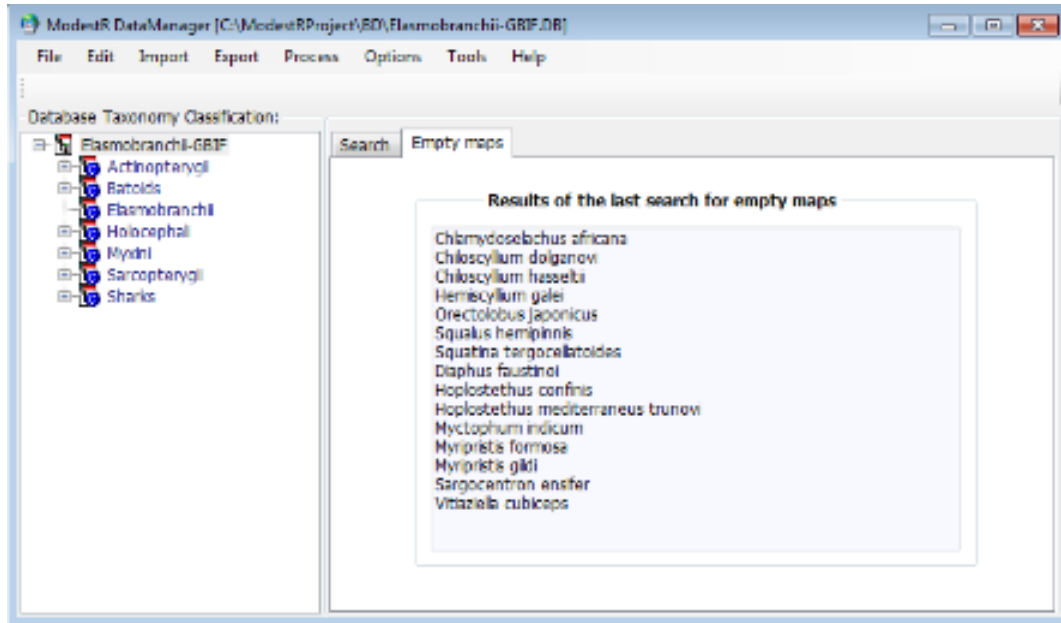 ModestR DataManager [C:\ModestRProject\BD\Elasmobranchii-GBIF.DB]
File Edit Import Export Process Options Tools Help
Database Taxonomy Classification:
Elasmobranchii-GBIF
Actinopterygii
Batoids
Elasmobranchii
Holocephali
Myxini
Sarcopterygii
Sharks
Search Empty maps
Results of the last search for empty maps
Chlamydoselachus africana
Chiloscyllium dolganovi
Chiloscyllium hasseltii
Hemiscyllium galei
Orectolobus japonicus
Squalus hemipinnis
Squatina tergocellatoides
Diaphus faustinoi
Hoplostethus confinis
Hoplostethus mediterraneus trunovi
Myctophum indicum
Myripristis formosa
Myripristis gildi
Sargocentron ensifer
Vitiaziella cubiceps